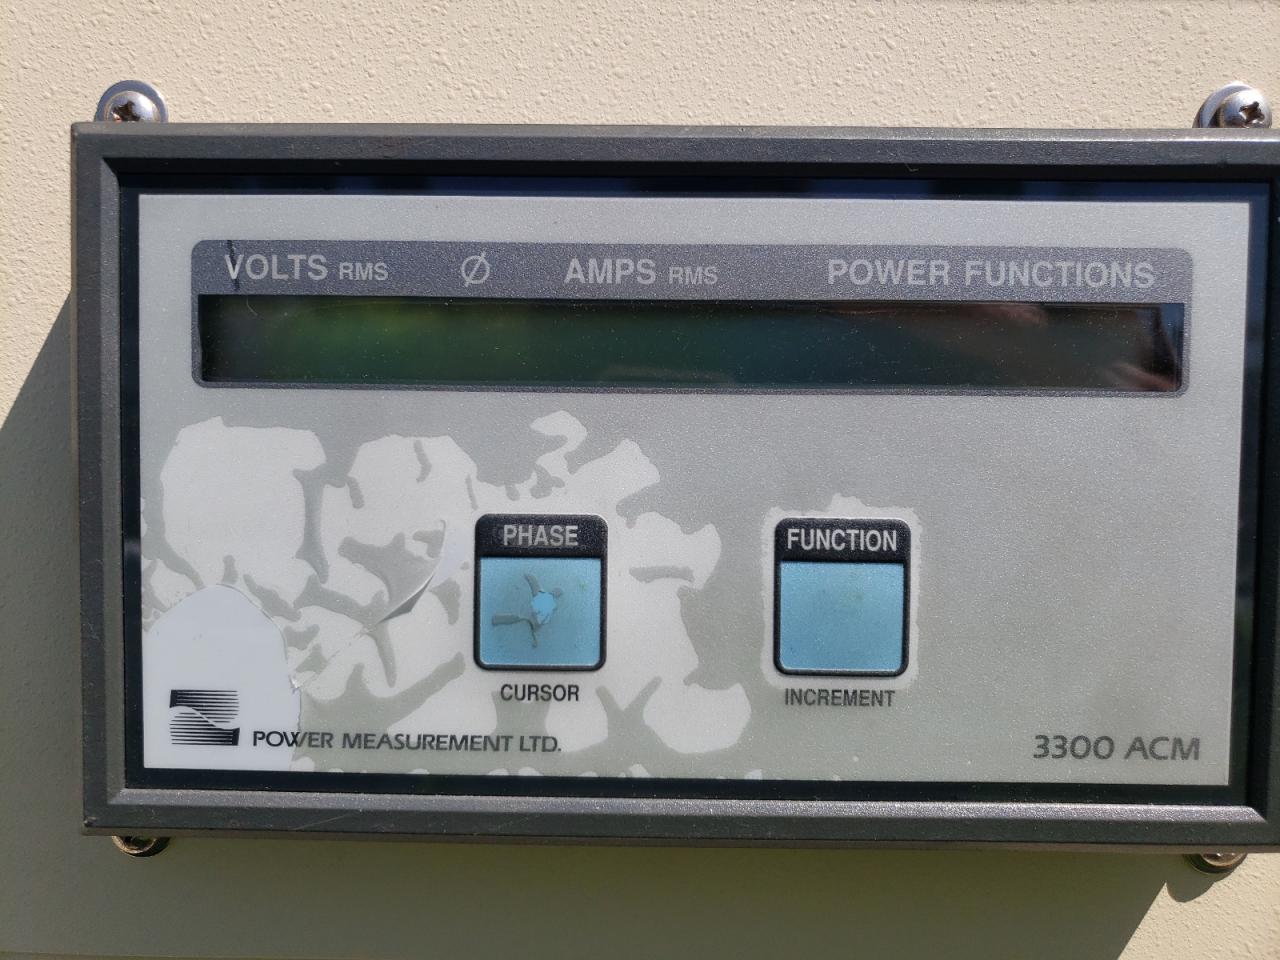 VOLTS RMS Ø AMPS RMS POWER FUNCTIONS
PHASE FUNCTION
CURSOR INCREMENT
POWER MEASUREMENT LTD. 3300 ACM